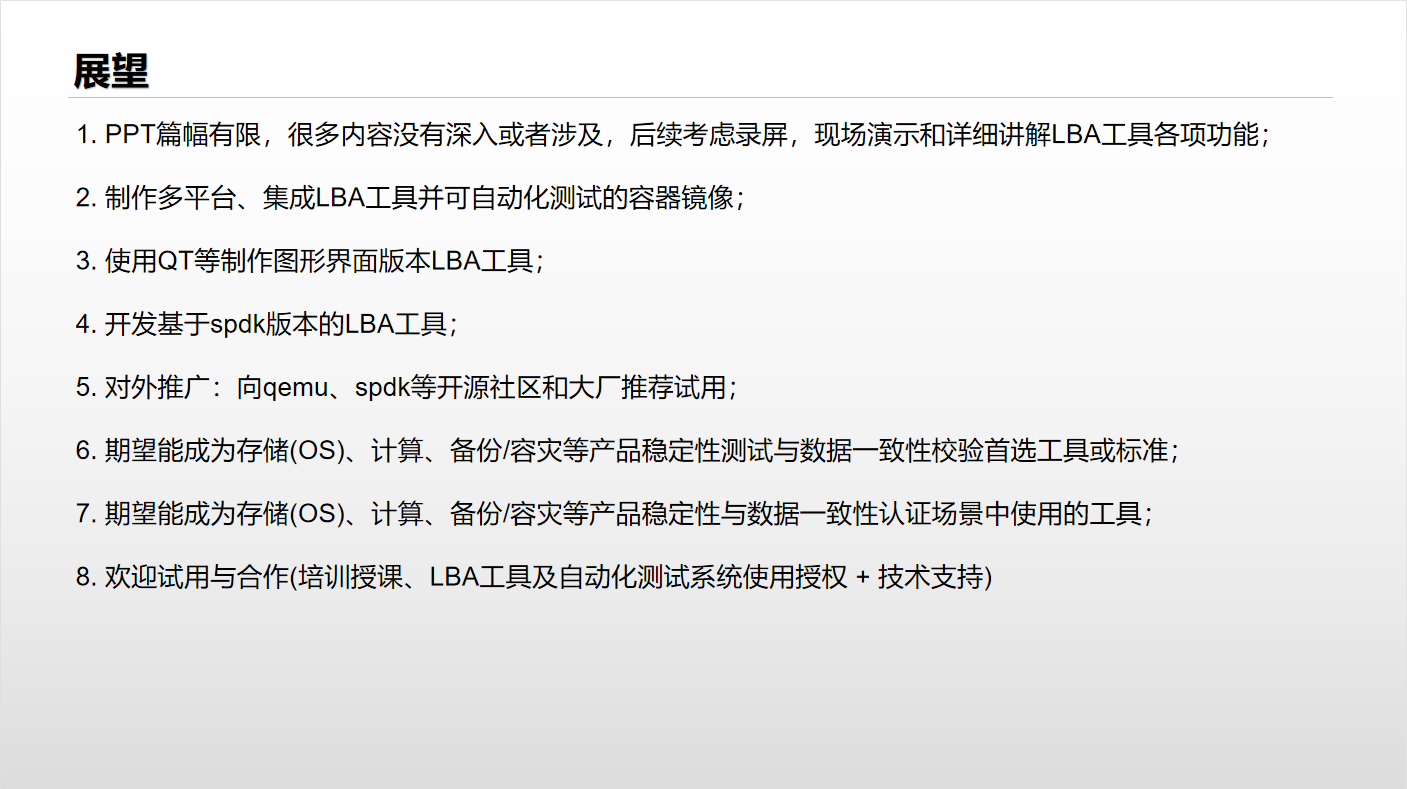 展望
1. PPT篇幅有限，很多内容没有深入或者涉及，后续考虑录屏，现场演示和详细讲解LBA工具各项功能；
2. 制作多平台、集成LBA工具并可自动化测试的容器镜像；
3. 使用QT等制作图形界面版本LBA工具；
4. 开发基于spdk版本的LBA工具；
5. 对外推广：向qemu、spdk等开源社区和大厂推荐试用；
6. 期望能成为存储(OS)、计算、备份/容灾等产品稳定性测试与数据一致性校验首选工具或标准；
7. 期望能成为存储(OS)、计算、备份/容灾等产品稳定性与数据一致性认证场景中使用的工具；
8. 欢迎试用与合作(培训授课、LBA工具及自动化测试系统使用授权 + 技术支持)